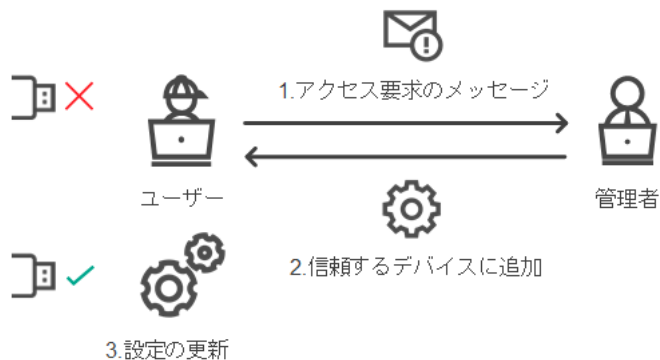 1.アクセス要求のメッセージ
ユーザー
管理者
2.信頼するデバイスに追加
3.設定の更新